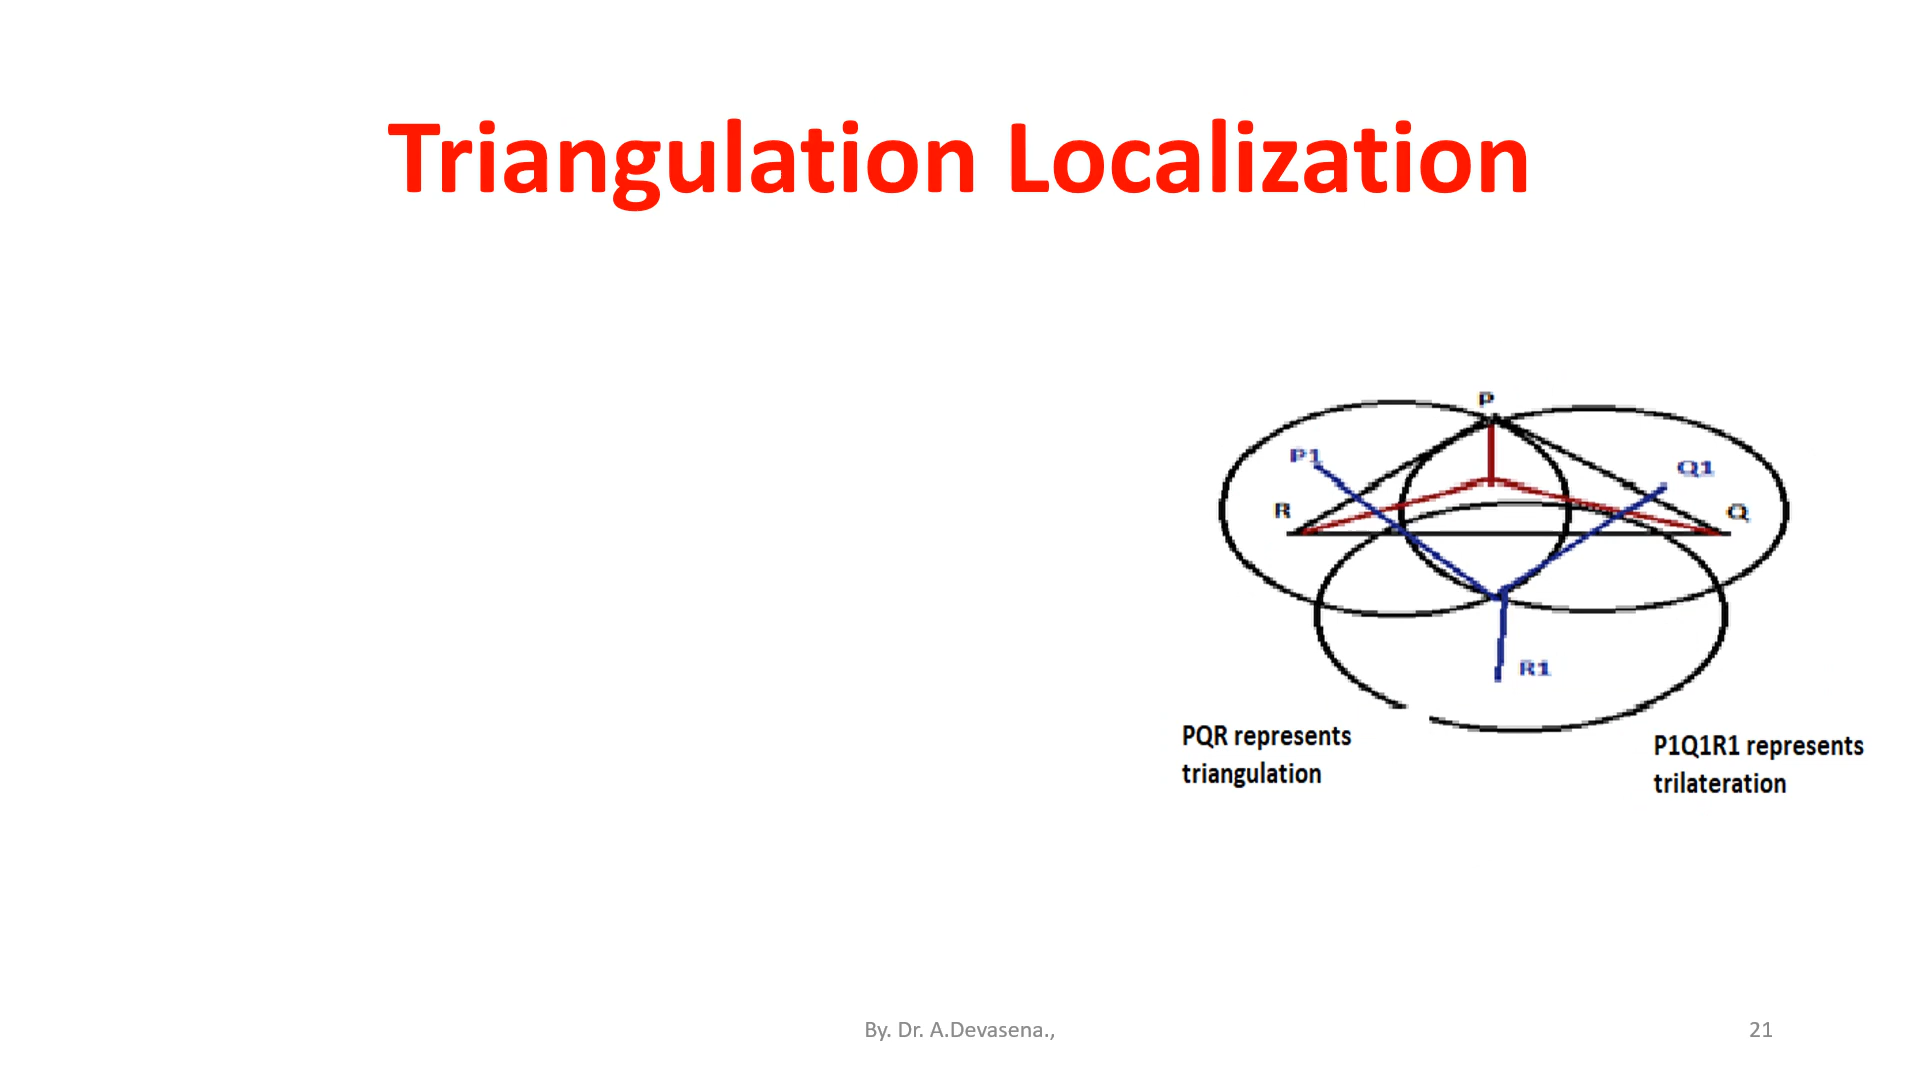 Triangulation Localization
P
P1
Q1
R
Q
R1
PQR represents
triangulation
P1Q1R1 represents
trilateration
By. Dr. A.Devasena.,
21